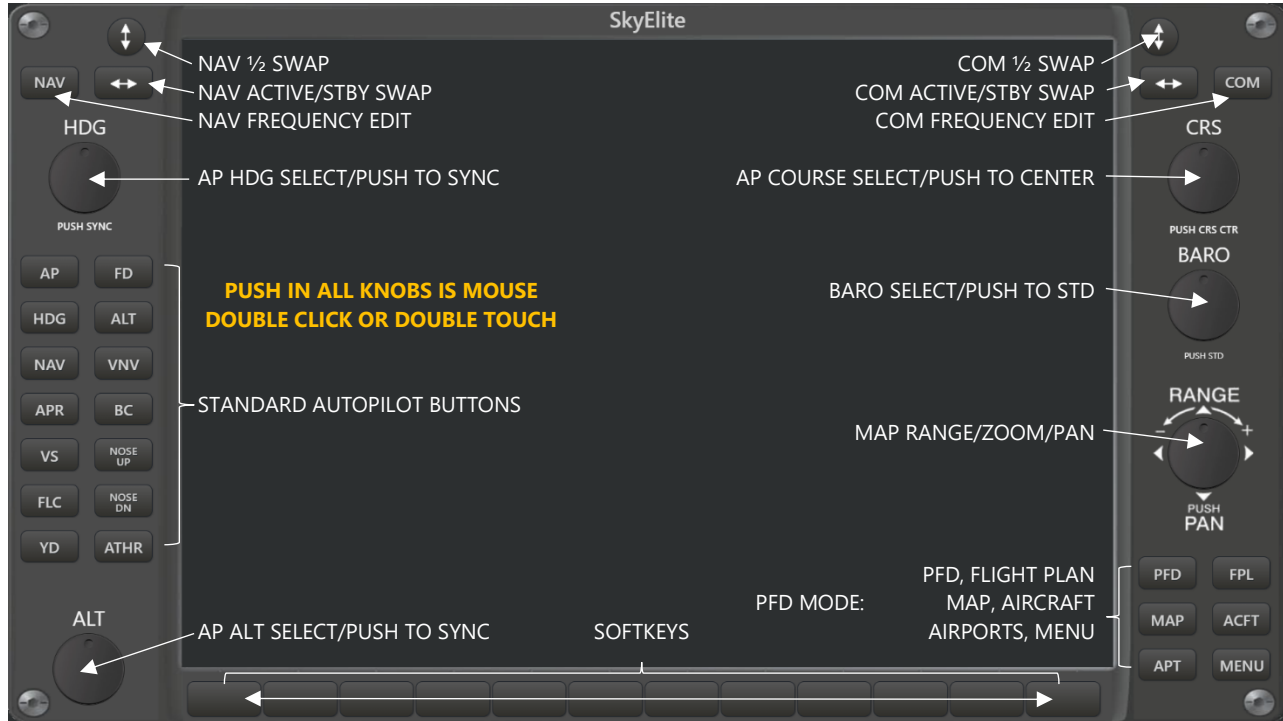 SkyElite
NAV ½ SWAP
NAV ACTIVE/STBY SWAP
NAV FREQUENCY EDIT
COM ½ SWAP
COM ACTIVE/STBY SWAP
COM FREQUENCY EDIT
NAV
COM
HDG
CRS
AP HDG SELECT/PUSH TO SYNC
AP COURSE SELECT/PUSH TO CENTER
PUSH SYNC
PUSH CRS CTR
BARO
AP
FD
HDG
ALT
NAV
VNV
APR
BC
VS
NOSE
UP
FLC
NOSE
DN
YD
ATHR
PUSH IN ALL KNOBS IS MOUSE
DOUBLE CLICK OR DOUBLE TOUCH
BARO SELECT/PUSH TO STD
PUSH STD
STANDARD AUTOPILOT BUTTONS
RANGE
- +
MAP RANGE/ZOOM/PAN
PUSH
PAN
PFD, FLIGHT PLAN
PFD MODE: MAP, AIRCRAFT
AIRPORTS, MENU
PFD
FPL
MAP
ACFT
APT
MENU
ALT
AP ALT SELECT/PUSH TO SYNC
SOFTKEYS